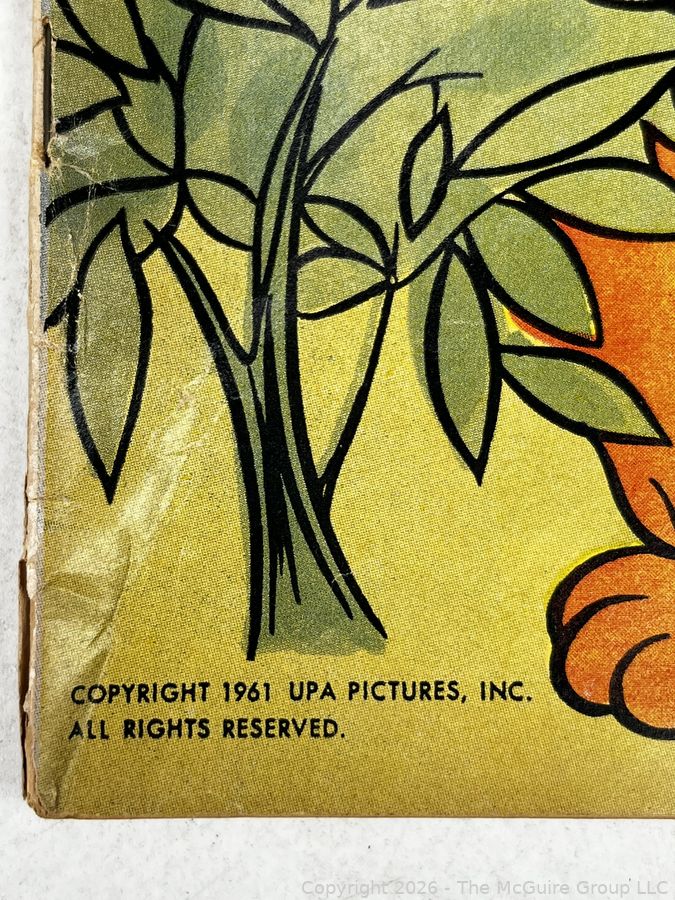 COPYRIGHT 1961 UPA PICTURES, INC.
ALL RIGHTS RESERVED.
Copyright 2026 - The McGuire Group LLC